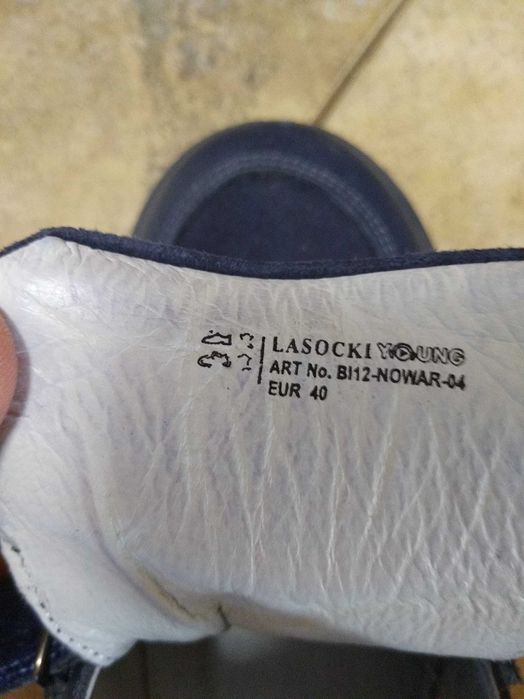 LASOCKI YOUNG
ART No. BI12-NOWAR-04
EUR 40